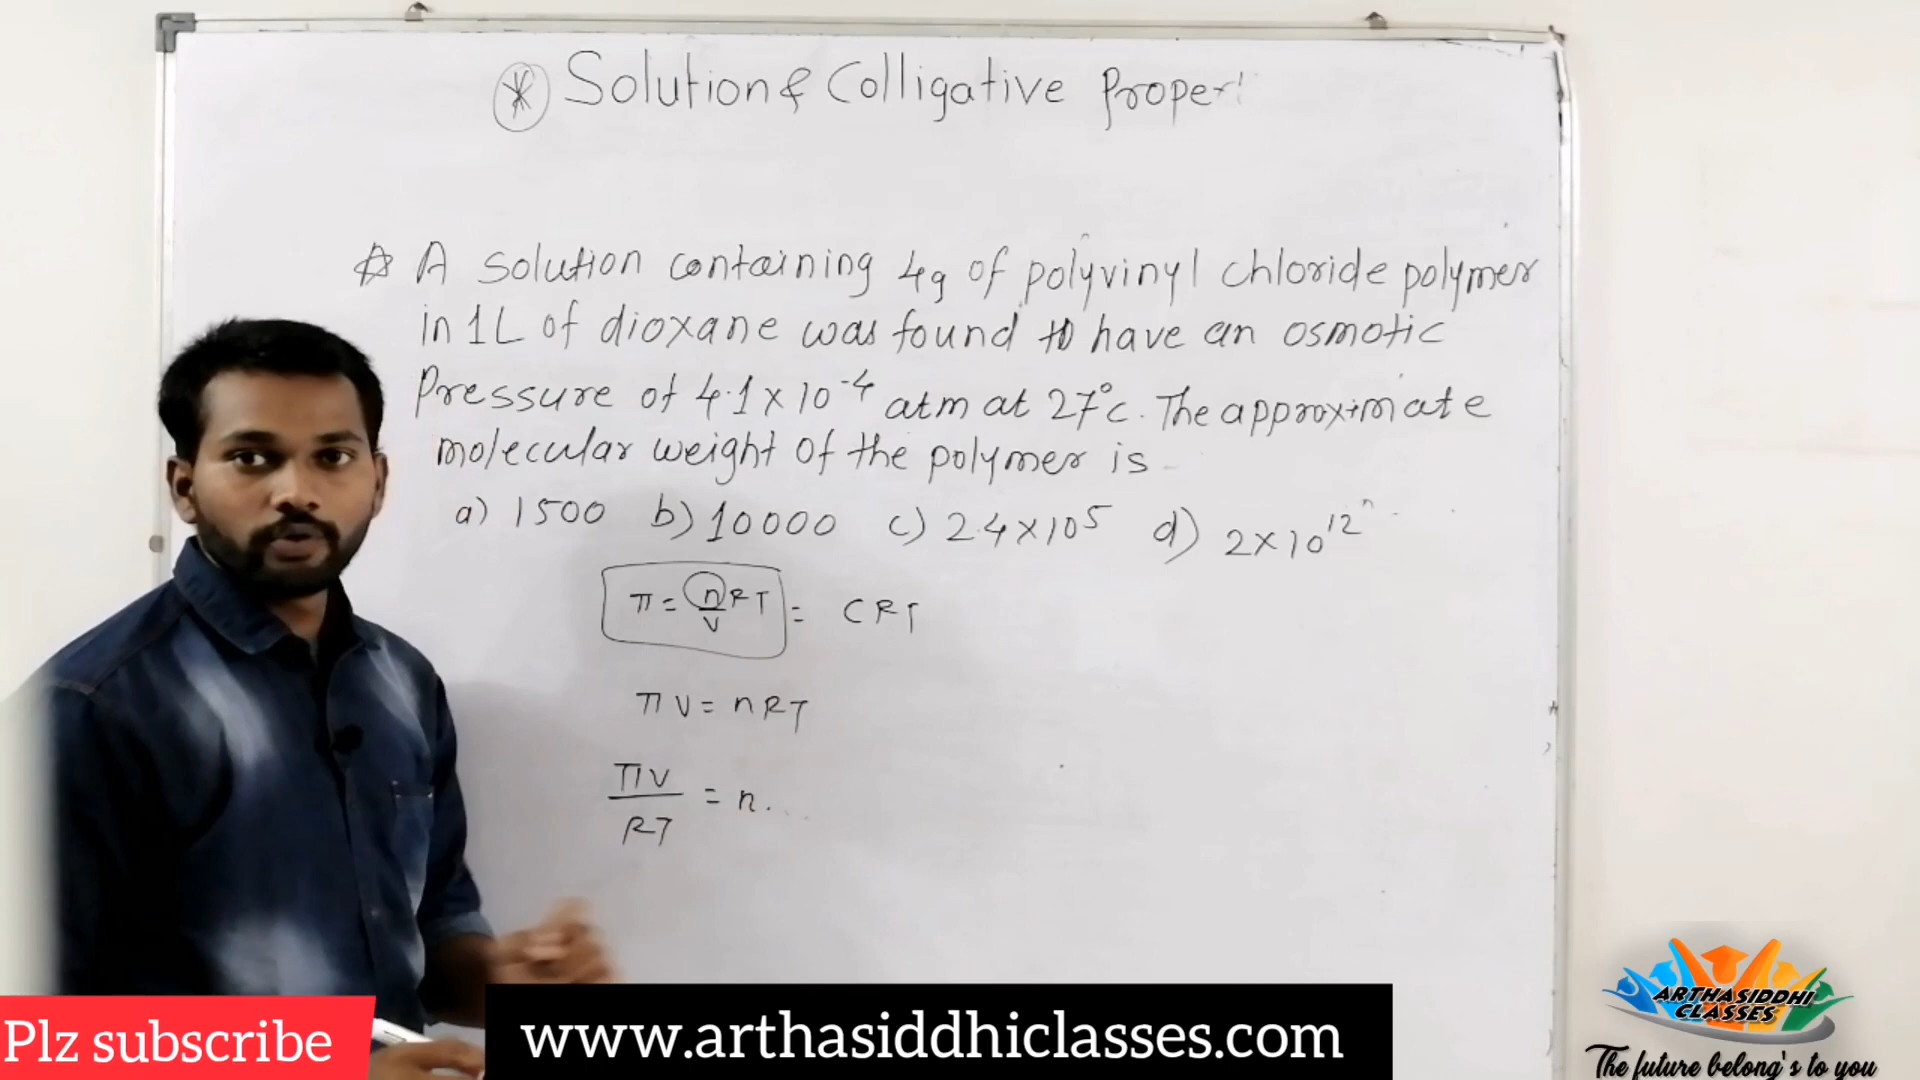 * Solution & Colligative Proper
☆ A solution containing 4g of polyvinyl chloride polymer
in 1L of dioxane was found to have an osmotic
Pressure of 4.1 x 10⁻⁴ atm at 27°c. The approximate
molecular weight of the polymer is
a) 1500 b) 10000 c) 2.4 x 10⁵ d) 2 x 10¹²
π = n/V RT = CRT
πV = nRT
πV/RT = n.
Plz subscribe
www.arthasiddhiclasses.com
ARTHASIDDHI
CLASSES
The future belong's to you